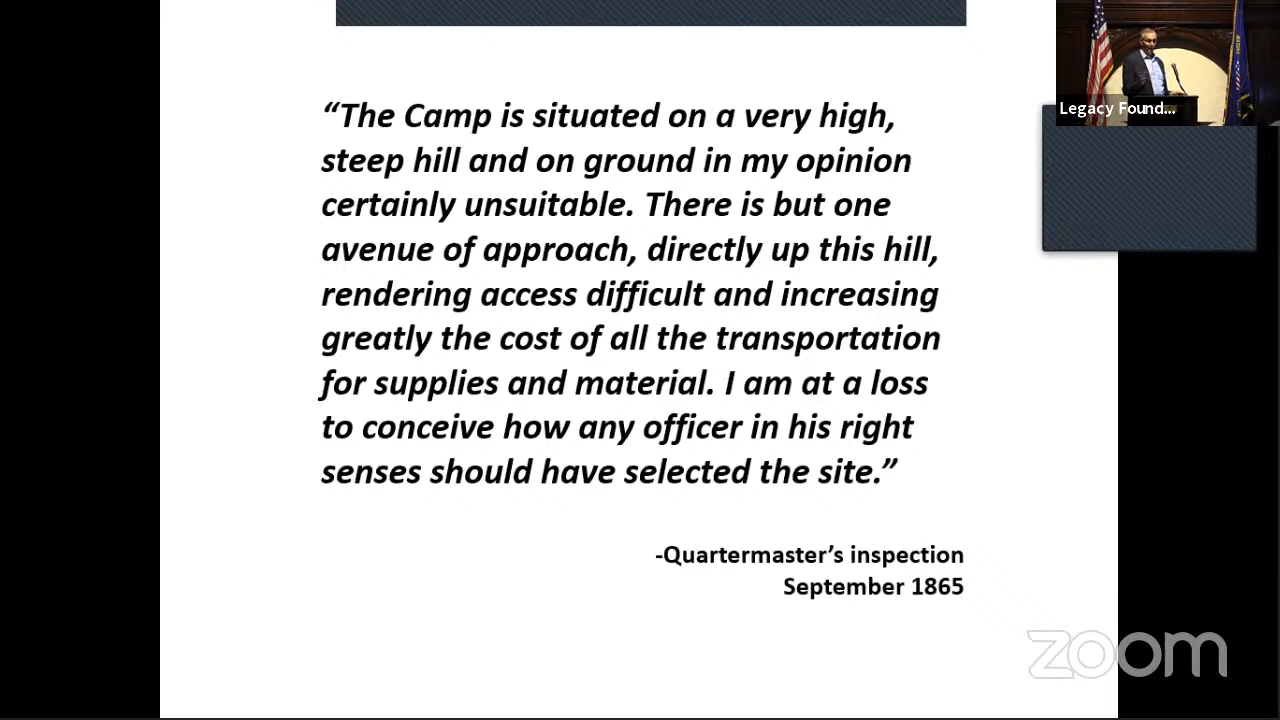 “The Camp is situated on a very high,
steep hill and on ground in my opinion
certainly unsuitable. There is but one
avenue of approach, directly up this hill,
rendering access difficult and increasing
greatly the cost of all the transportation
for supplies and material. I am at a loss
to conceive how any officer in his right
senses should have selected the site.”
-Quartermaster’s inspection
September 1865
Legacy Found...
zoom